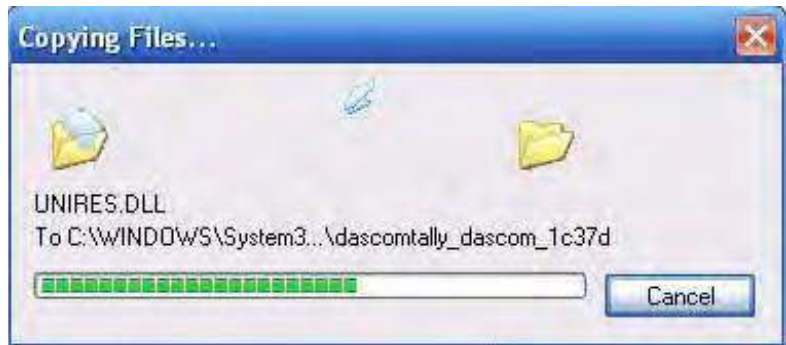 Copying Files...
UNIRES.DLL
To C:\WINDOWS\System3...\dascomtally_dascom_1c37d
Cancel